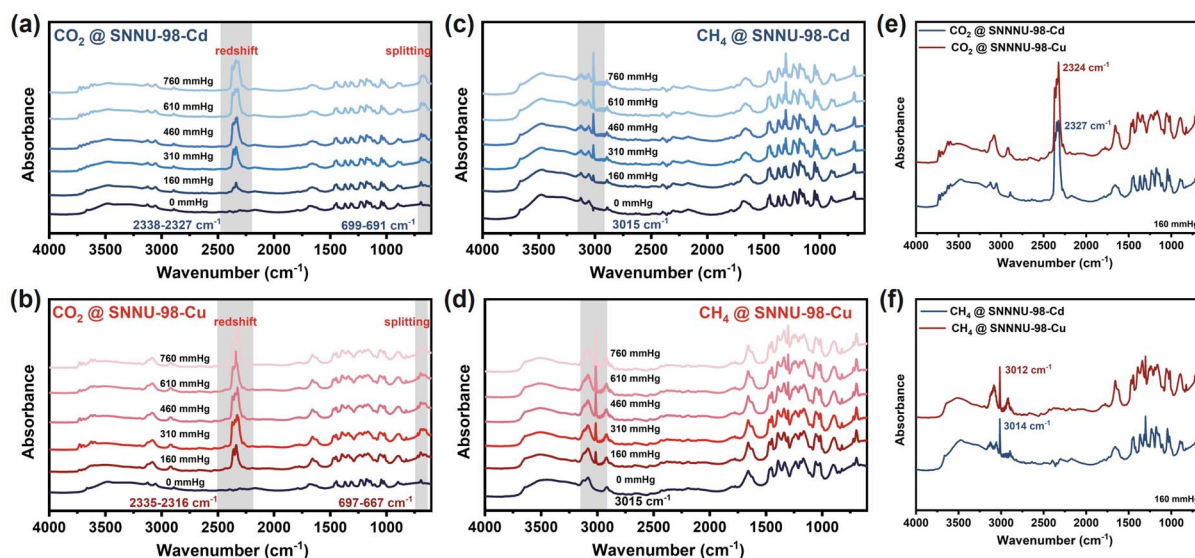 (a)
CO2 @ SNNU-98-Cd
redshift
splitting
760 mmHg
610 mmHg
460 mmHg
310 mmHg
160 mmHg
0 mmHg
2338-2327 cm-1
699-691 cm-1
Absorbance
4000 3500 3000 2500 2000 1500 1000
Wavenumber (cm-1)
(c)
CH4 @ SNNU-98-Cd
760 mmHg
610 mmHg
460 mmHg
310 mmHg
160 mmHg
0 mmHg
3015 cm-1
Absorbance
4000 3500 3000 2500 2000 1500 1000
Wavenumber (cm-1)
(e)
CO2 @ SNNNU-98-Cd
CO2 @ SNNNU-98-Cu
2324 cm-1
2327 cm-1
160 mmHg
Absorbance
4000 3500 3000 2500 2000 1500 1000
Wavenumber (cm-1)
(b)
CO2 @ SNNU-98-Cu
redshift
splitting
760 mmHg
610 mmHg
460 mmHg
310 mmHg
160 mmHg
0 mmHg
2335-2316 cm-1
697-667 cm-1
Absorbance
4000 3500 3000 2500 2000 1500 1000
Wavenumber (cm-1)
(d)
CH4 @ SNNU-98-Cu
760 mmHg
610 mmHg
460 mmHg
310 mmHg
160 mmHg
0 mmHg
3015 cm-1
Absorbance
4000 3500 3000 2500 2000 1500 1000
Wavenumber (cm-1)
(f)
CH4 @ SNNNU-98-Cd
CH4 @ SNNNU-98-Cu
3012 cm-1
3014 cm-1
160 mmHg
Absorbance
4000 3500 3000 2500 2000 1500 1000
Wavenumber (cm-1)